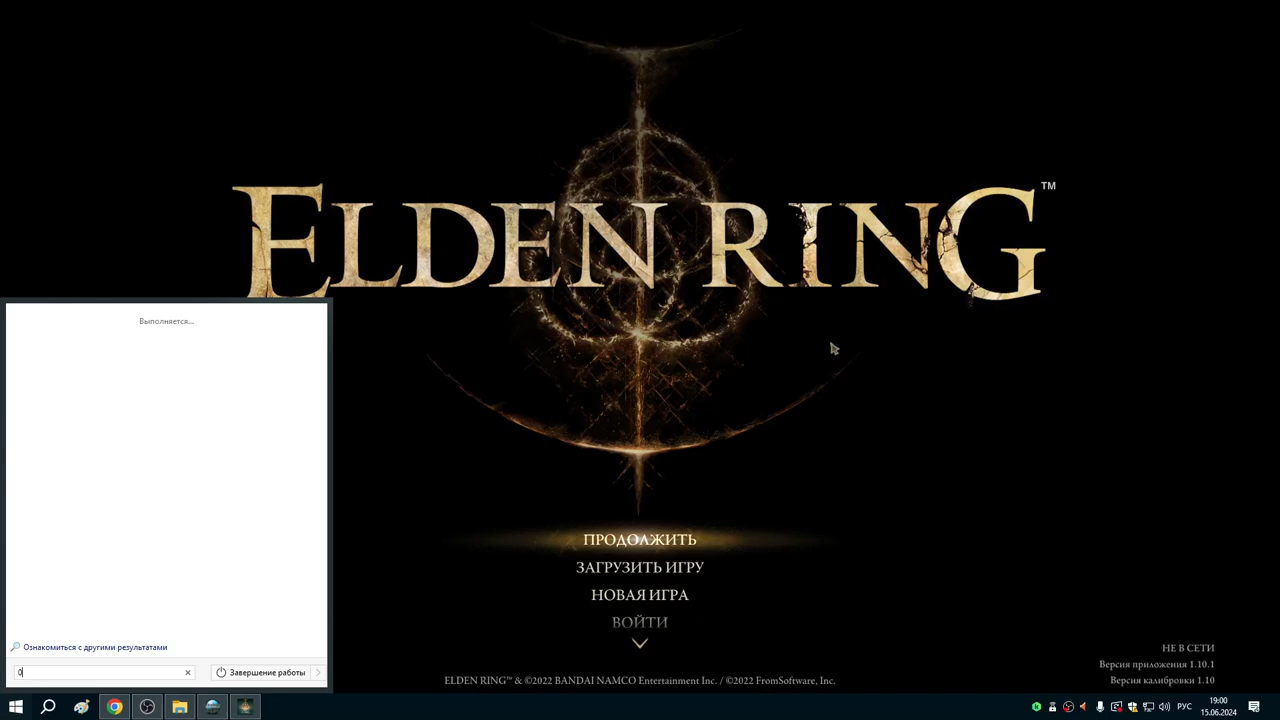 ELDEN RING™
Выполняется...
ПРОДОЛЖИТЬ
ЗАГРУЗИТЬ ИГРУ
НОВАЯ ИГРА
ВОЙТИ
Ознакомиться с другими результатами
0
Завершение работы
НЕ В СЕТИ
Версия приложения 1.10.1
Версия калибровки 1.10
ELDEN RING™ & ©2022 BANDAI NAMCO Entertainment Inc. / ©2022 FromSoftware, Inc.
РУС
19:00
15.06.2024